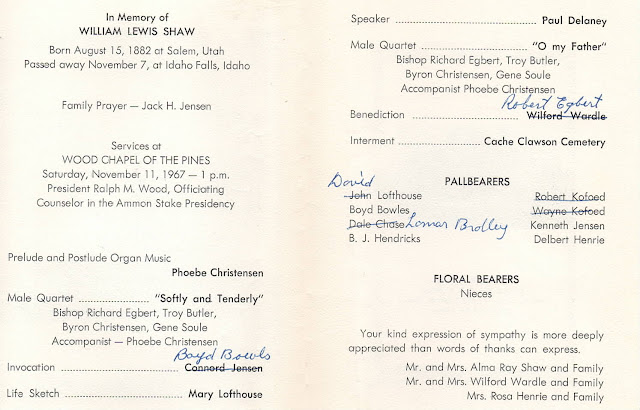 In Memory of
WILLIAM LEWIS SHAW
Born August 15, 1882 at Salem, Utah
Passed away November 7, at Idaho Falls, Idaho
Family Prayer — Jack H. Jensen
Services at
WOOD CHAPEL OF THE PINES
Saturday, November 11, 1967 — 1 p.m.
President Ralph M. Wood, Officiating
Counselor in the Ammon Stake Presidency
Prelude and Postlude Organ Music
Phoebe Christensen
Male Quartet ........................ "Softly and Tenderly"
Bishop Richard Egbert, Troy Butler,
Byron Christensen, Gene Soule
Accompanist — Phoebe Christensen
Boyd Bowls
Invocation ................................ Connord Jensen
Life Sketch ................................ Mary Lofthouse
Speaker ................................................ Paul Delaney
Male Quartet ................................ "O my Father"
Bishop Richard Egbert, Troy Butler,
Byron Christensen, Gene Soule
Accompanist Phoebe Christensen
Robert Egbert
Benediction ................................ Wilford Wardle
Interment ........................ Cache Clawson Cemetery
PALLBEARERS
David
John Lofthouse
Boyd Bowles
Dale Chase Lomar Brolley
B. J. Hendricks
Robert Kofoed
Wayne Kofoed
Kenneth Jensen
Delbert Henrie
FLORAL BEARERS
Nieces
Your kind expression of sympathy is more deeply
appreciated than words of thanks can express.
Mr. and Mrs. Alma Ray Shaw and Family
Mr. and Mrs. Wilford Wardle and Family
Mrs. Rosa Henrie and Family